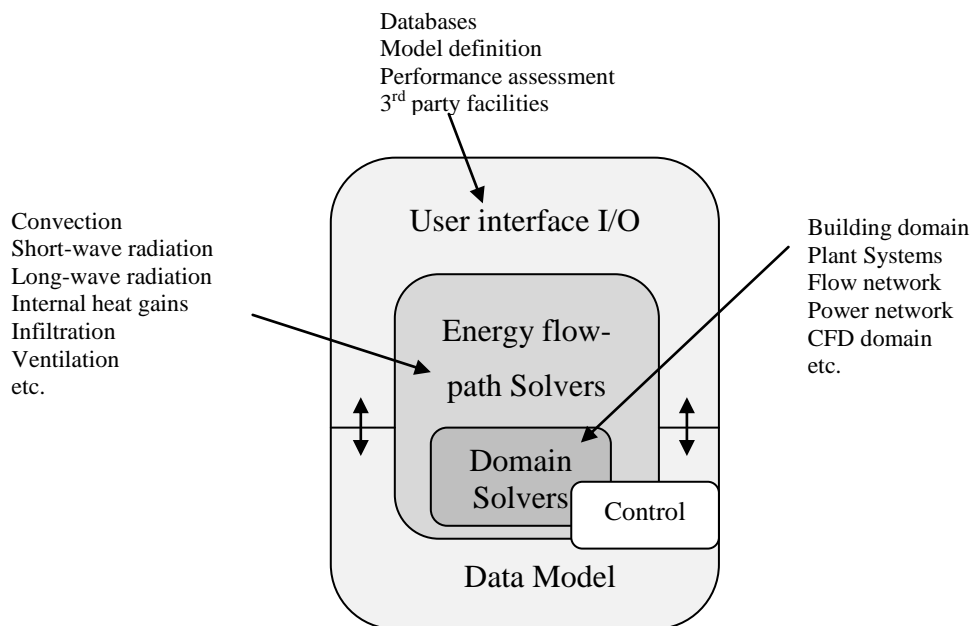 Databases
Model definition
Performance assessment
3rd party facilities
User interface I/O
Convection
Short-wave radiation
Long-wave radiation
Internal heat gains
Infiltration
Ventilation
etc.
Building domain
Plant Systems
Flow network
Power network
CFD domain
etc.
Energy flow-
path Solvers
Domain
Solvers
Control
Data Model